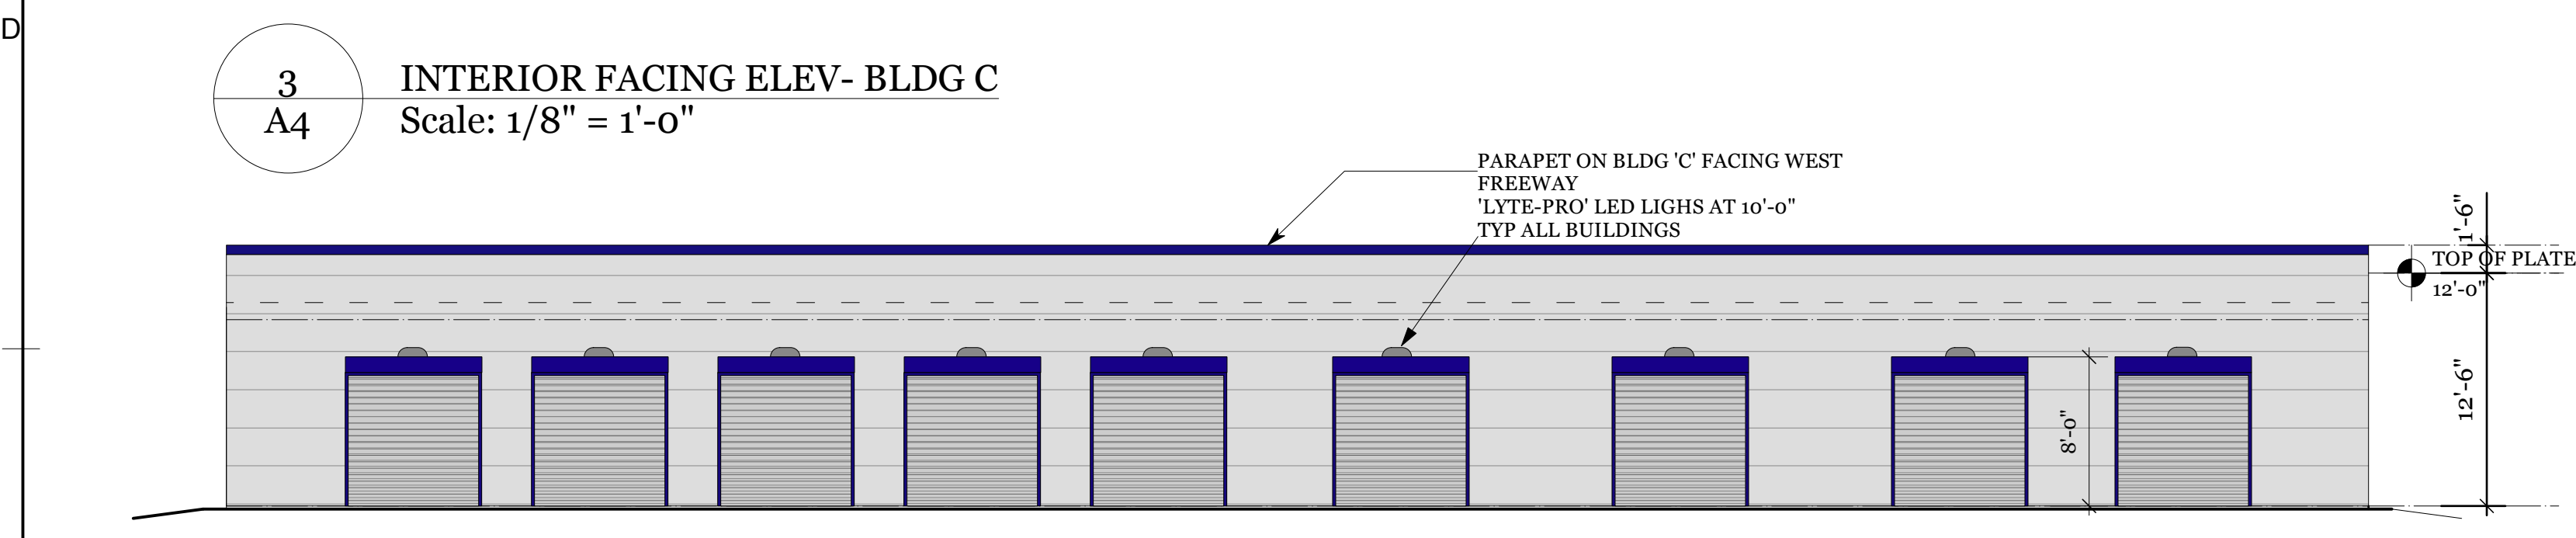 D
3
A4
INTERIOR FACING ELEV- BLDG C
Scale: 1/8" = 1'-0"
PARAPET ON BLDG 'C' FACING WEST
FREEWAY
'LYTE-PRO' LED LIGHS AT 10'-0"
TYP ALL BUILDINGS
1'-6"
TOP OF PLATE
12'-0"
12'-6"
8'-0"